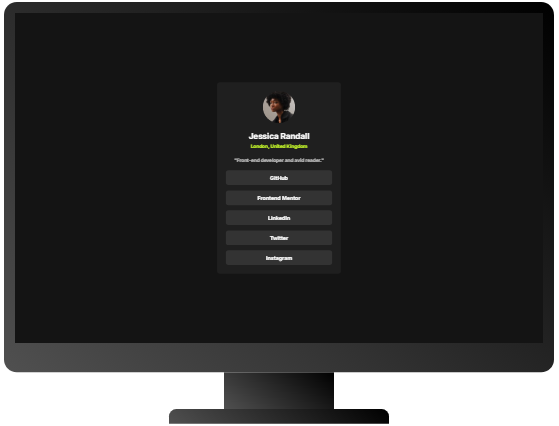 Jessica Randall
London, United Kingdom
"Front-end developer and avid reader."
GitHub
Frontend Mentor
LinkedIn
Twitter
Instagram